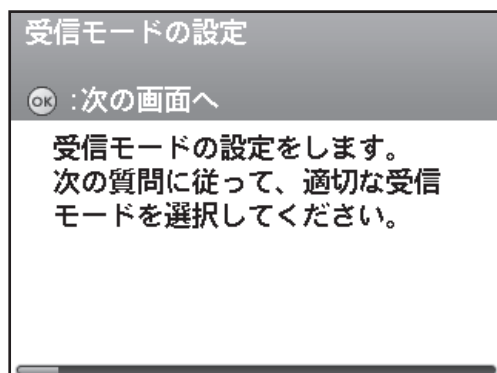 受信モードの設定
OK :次の画面へ
受信モードの設定をします。
次の質問に従って、適切な受信
モードを選択してください。